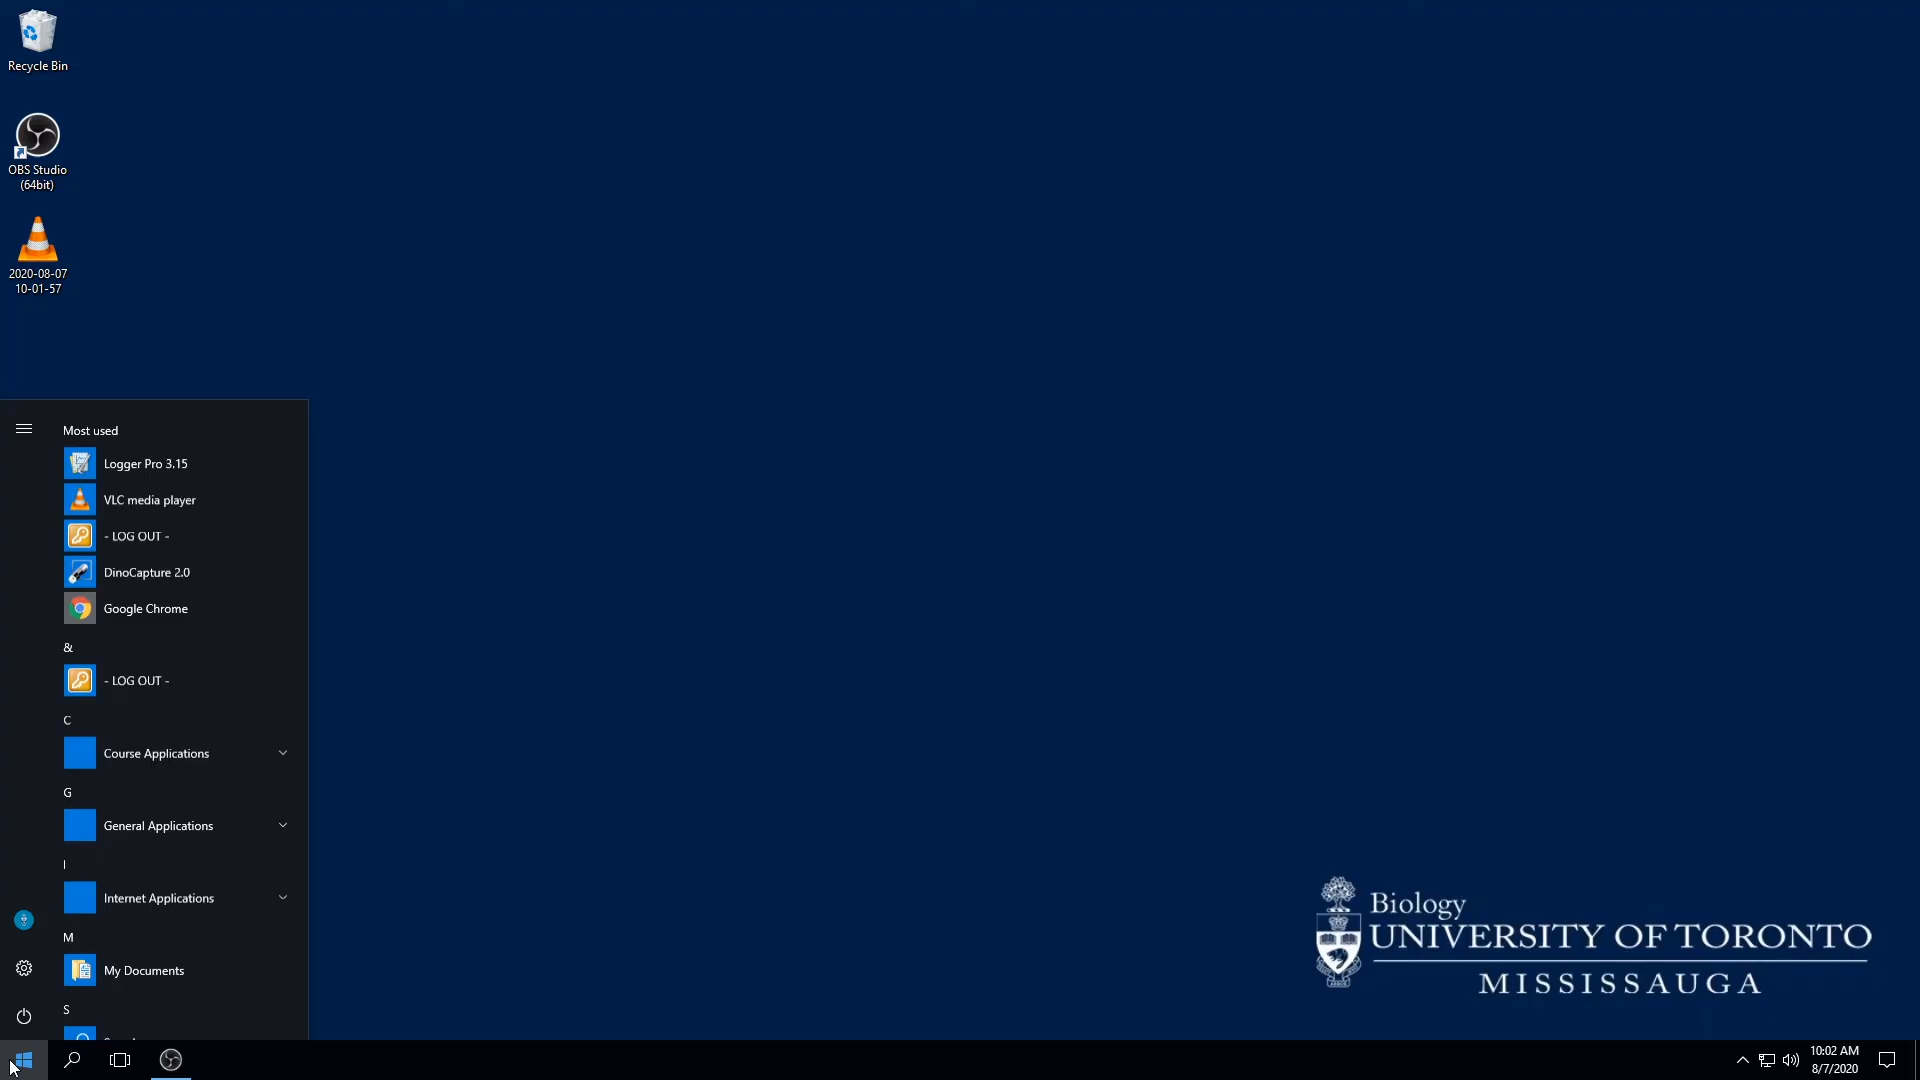 Recycle Bin
OBS Studio
(64bit)
2020-08-07
10-01-57
Most used
Logger Pro 3.15
VLC media player
- LOG OUT -
DinoCapture 2.0
Google Chrome
&
- LOG OUT -
C
Course Applications
G
General Applications
I
Internet Applications
M
My Documents
S
Biology
UNIVERSITY OF TORONTO
MISSISSAUGA
10:02 AM
8/7/2020